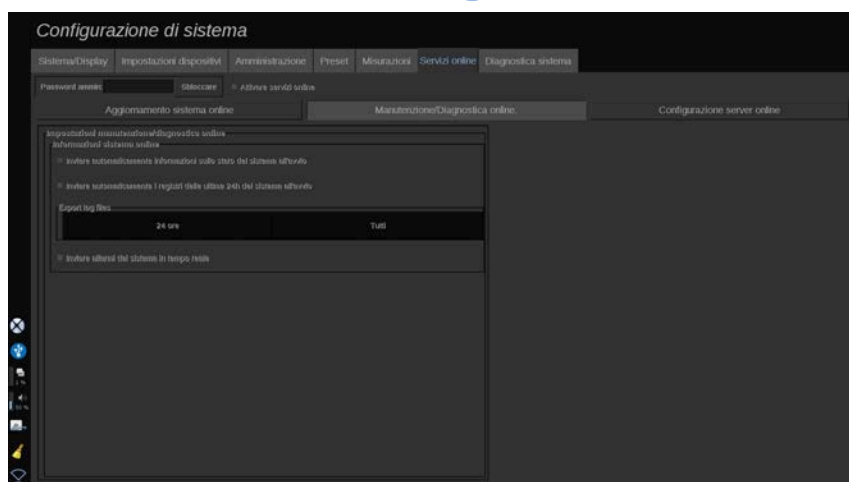 Configurazione di sistema
Sistema/Display Impostazioni dispositivi Amministrazione Preset Misurazioni Servizi online Diagnostica sistema
Password ammin: Sbloccare Attivare servizi online
Aggiornamento sistema online Manutenzione/Diagnostica online. Configurazione server online
Impostazioni manutenzione/diagnostica online
Informazioni sistema online
Inviare automaticamente informazioni sullo stato del sistema all'avvio
Inviare automaticamente i registri delle ultime 24h del sistema all'avvio
Export log files
24 ore Tutti
Inviare allarmi del sistema in tempo reale
1 %